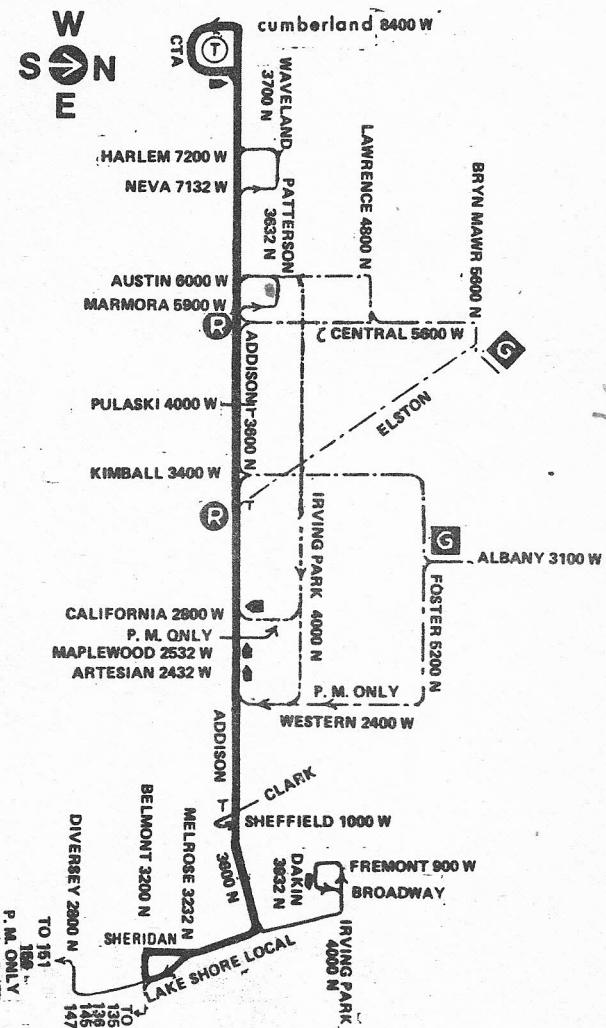 W
S N
E
cumberland 8400 W
T
CTA
WAVELAND
3700 N
HARLEM 7200 W
NEVA 7132 W
PATTERSON
3632 N
LAWRENCE 4800 N
BRYN MAWR 5600 N
AUSTIN 6000 W
MARMORA 5900 W
R
CENTRAL 5600 W
G
ADDISON 3600 N
T
PULASKI 4000 W
ELSTON
KIMBALL 3400 W
T
R
G
ALBANY 3100 W
IRVING PARK 4000 N
FOSTER 5200 N
CALIFORNIA 2800 W
P.M. ONLY
MAPLEWOOD 2532 W
ARTESIAN 2432 W
P.M. ONLY
WESTERN 2400 W
ADDISON
CLARK
T
SHEFFIELD 1000 W
3600 N
FREMONT 900 W
DAKIN
3932 N
BROADWAY
IRVING PARK
4000 N
MELROSE 3232 N
BELMONT 3200 N
DIVERSEY 2800 N
SHERIDAN
LAKE SHORE LOCAL
TO 151
P.M. ONLY
TO
135
136
145
147